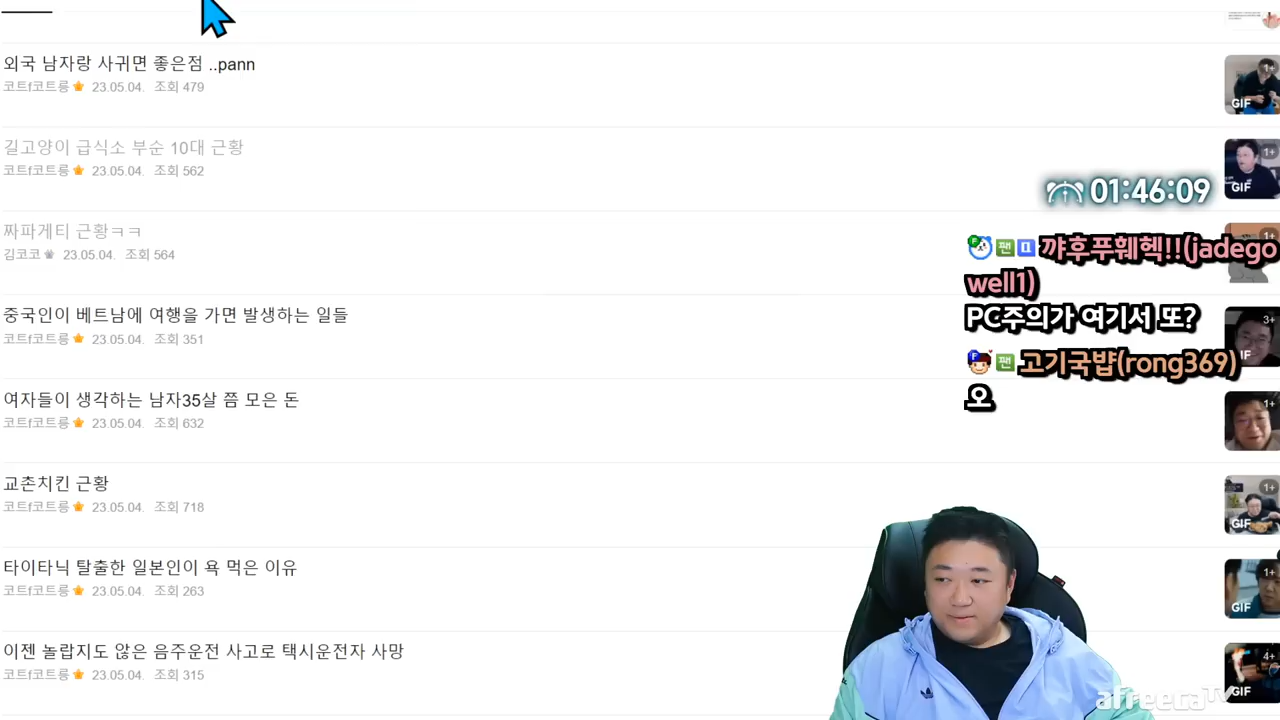 외국 남자랑 사귀면 좋은점 ..pann
코트f코트릉 23.05.04. 조회 479
GIF
길고양이 급식소 부순 10대 근황
코트f코트릉 23.05.04. 조회 562
1+
GIF
01:46:09
짜파게티 근황ㅋㅋ
김코코 23.05.04. 조회 564
1+
팬
꺄후푸훼헥!!(jadego
well1)
PC주의가 여기서 또?
중국인이 베트남에 여행을 가면 발생하는 일들
코트f코트릉 23.05.04. 조회 351
3+
팬 고기국뱝(rong369)
오
여자들이 생각하는 남자35살 쯤 모은 돈
코트f코트릉 23.05.04. 조회 632
1+
교촌치킨 근황
코트f코트릉 23.05.04. 조회 718
1+
GIF
타이타닉 탈출한 일본인이 욕 먹은 이유
코트f코트릉 23.05.04. 조회 263
1+
GIF
이젠 놀랍지도 않은 음주운전 사고로 택시운전자 사망
코트f코트릉 23.05.04. 조회 315
4+
GIF
afreecaTV